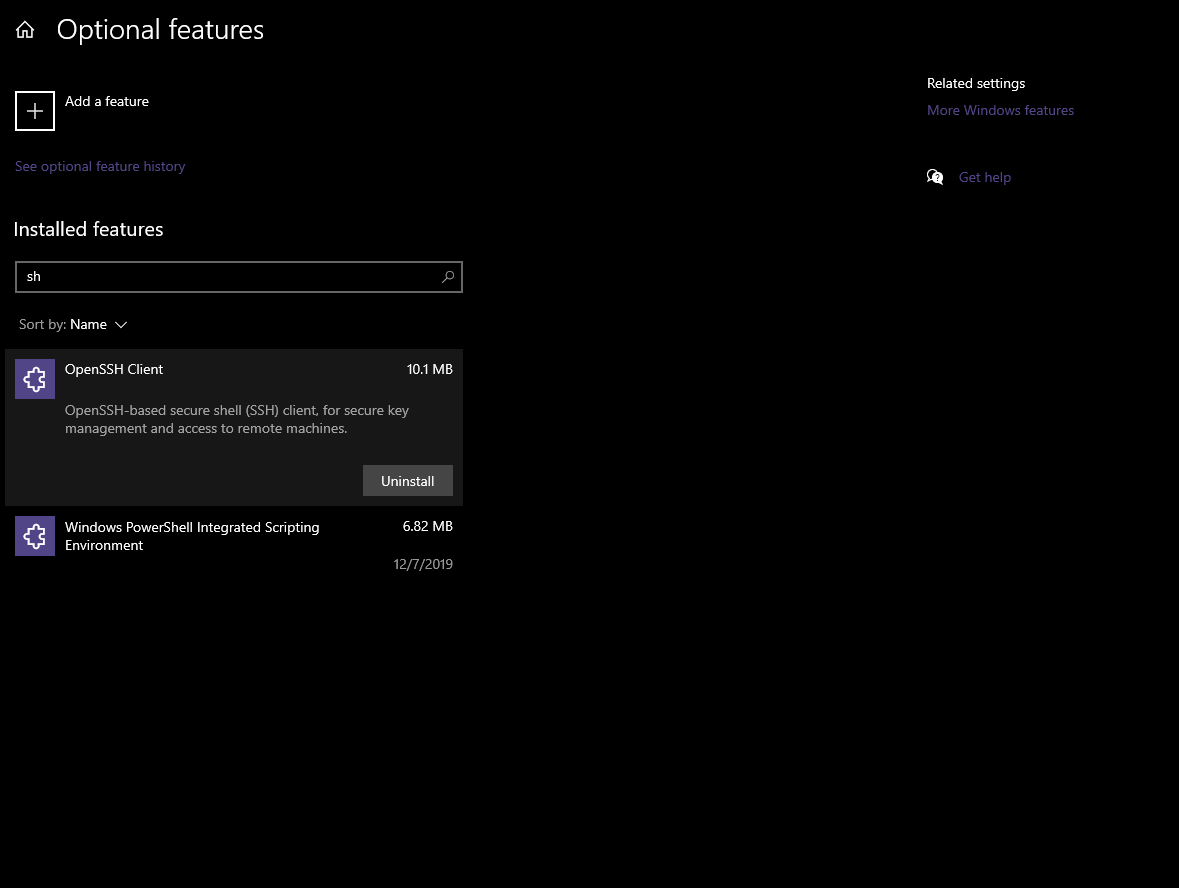 Optional features
Add a feature
See optional feature history
Installed features
sh
Sort by: Name
OpenSSH Client 10.1 MB
OpenSSH-based secure shell (SSH) client, for secure key
management and access to remote machines.
Uninstall
Windows PowerShell Integrated Scripting 6.82 MB
Environment
12/7/2019
Related settings
More Windows features
Get help